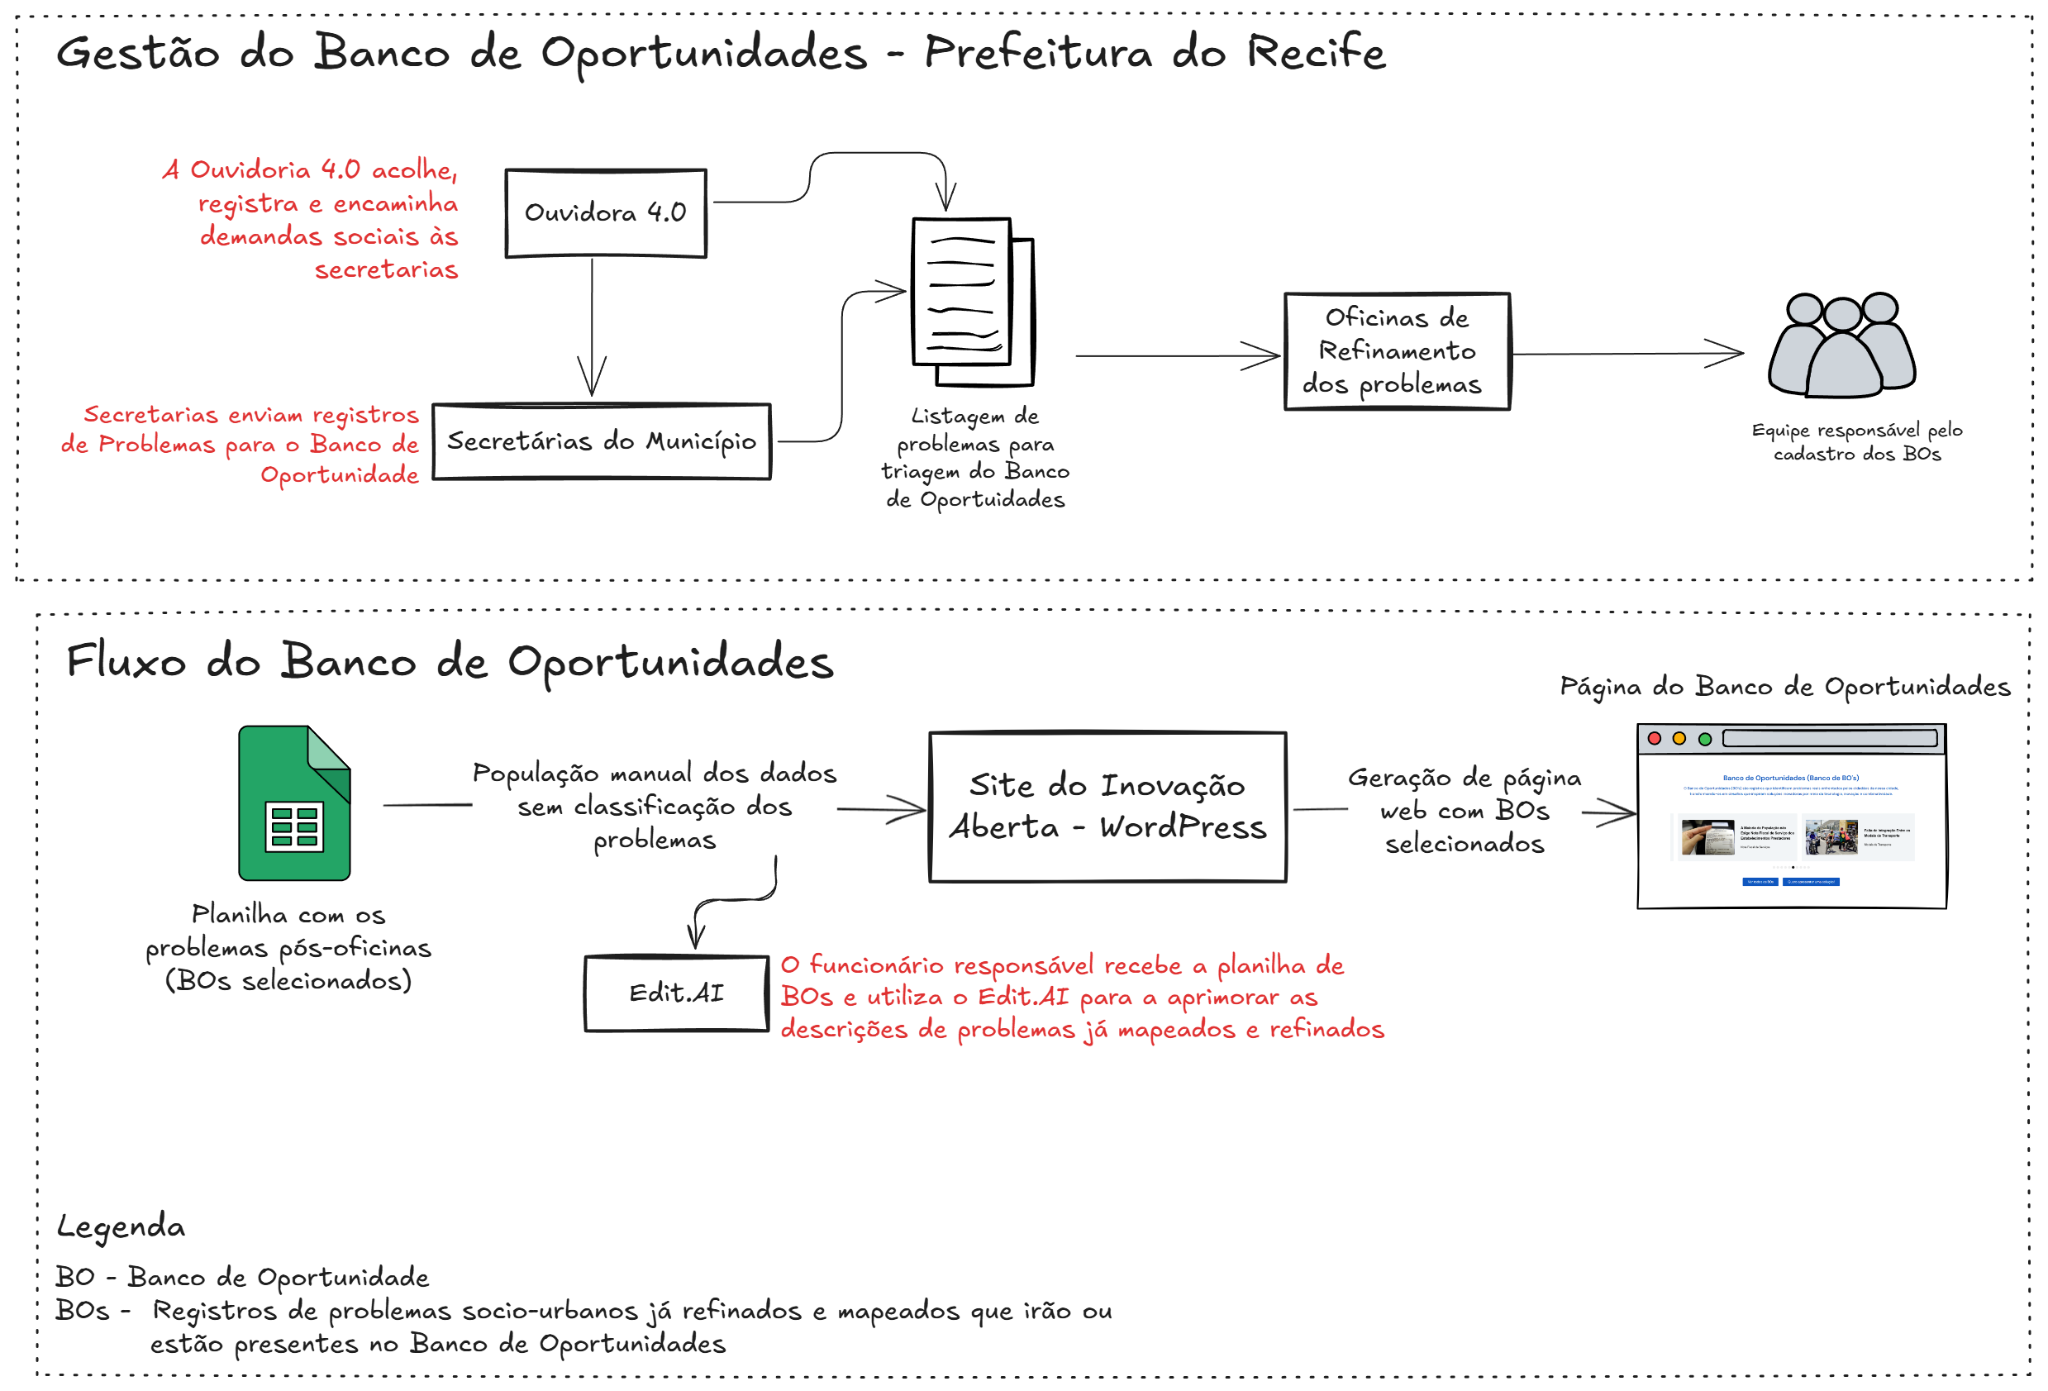 Gestão do Banco de Oportunidades - Prefeitura do Recife
A Ouvidoria 4.0 acolhe,
registra e encaminha
demandas sociais às
secretarias
Ouvidora 4.0
Secretarias enviam registros
de Problemas para o Banco de
Oportunidade
Secretárias do Município
Listagem de
problemas para
triagem do Banco
de Oportuidades
Oficinas de
Refinamento
dos problemas
Equipe responsável pelo
cadastro dos BOs
Fluxo do Banco de Oportunidades
Planilha com os
problemas pós-oficinas
(BOs selecionados)
População manual dos dados
sem classificação dos
problemas
Edit.AI
O funcionário responsável recebe a planilha de
BOs e utiliza o Edit.AI para a aprimorar as
descrições de problemas já mapeados e refinados
Site do Inovação
Aberta - WordPress
Geração de página
web com BOs
selecionados
Página do Banco de Oportunidades
Banco de Oportunidades (Banco de BO's)
Legenda
BO - Banco de Oportunidade
BOs - Registros de problemas socio-urbanos já refinados e mapeados que irão ou
estão presentes no Banco de Oportunidades